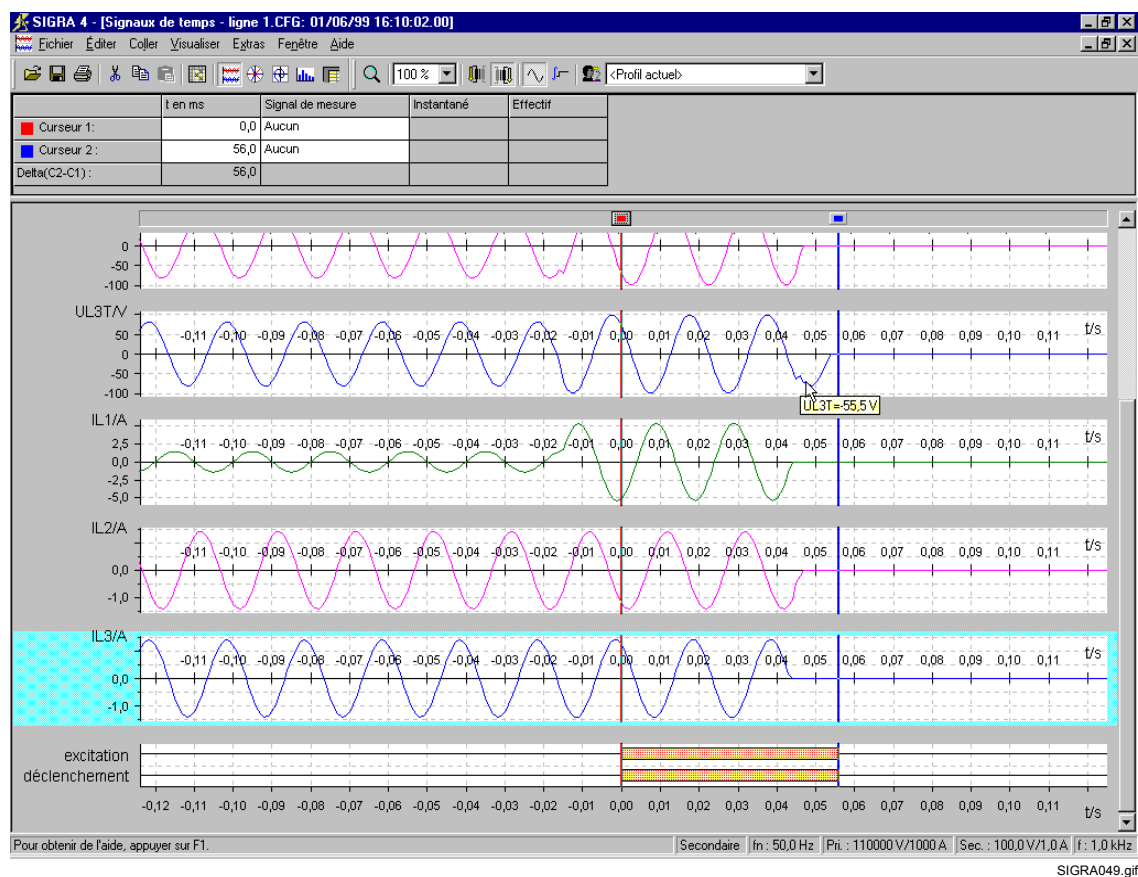 SIGRA 4 - [Signaux de temps - ligne 1.CFG: 01/06/99 16:10:02.00]
Fichier Éditer Coller Visualiser Extras Fenêtre Aide
100 % <Profil actuel>
t en ms Signal de mesure Instantané Effectif
Curseur 1: 0,0 Aucun
Curseur 2 : 56,0 Aucun
Delta(C2-C1) : 56,0
0
-50
-100
UL3T/V
50
0
-50
-100
-0,11 -0,10 -0,09 -0,08 -0,07 -0,06 -0,05 -0,04 -0,03 -0,02 -0,01 0,00 0,01 0,02 0,03 0,04 0,05 0,06 0,07 0,08 0,09 0,10 0,11 t/s
UL3T=-55,5 V
IL1/A
2,5
0,0
-2,5
-5,0
-0,11 -0,10 -0,09 -0,08 -0,07 -0,06 -0,05 -0,04 -0,03 -0,02 -0,01 0,00 0,01 0,02 0,03 0,04 0,05 0,06 0,07 0,08 0,09 0,10 0,11 t/s
IL2/A
0,0
-1,0
-0,11 -0,10 -0,09 -0,08 -0,07 -0,06 -0,05 -0,04 -0,03 -0,02 -0,01 0,00 0,01 0,02 0,03 0,04 0,05 0,06 0,07 0,08 0,09 0,10 0,11 t/s
IL3/A
0,0
-1,0
-0,11 -0,10 -0,09 -0,08 -0,07 -0,06 -0,05 -0,04 -0,03 -0,02 -0,01 0,00 0,01 0,02 0,03 0,04 0,05 0,06 0,07 0,08 0,09 0,10 0,11 t/s
excitation
déclenchement
-0,12 -0,11 -0,10 -0,09 -0,08 -0,07 -0,06 -0,05 -0,04 -0,03 -0,02 -0,01 0,00 0,01 0,02 0,03 0,04 0,05 0,06 0,07 0,08 0,09 0,10 0,11 t/s
Pour obtenir de l'aide, appuyer sur F1. Secondaire fn : 50,0 Hz Pri. : 110000 V/1000 A Sec. : 100,0 V/1,0 A f : 1,0 kHz
SIGRA049.gif